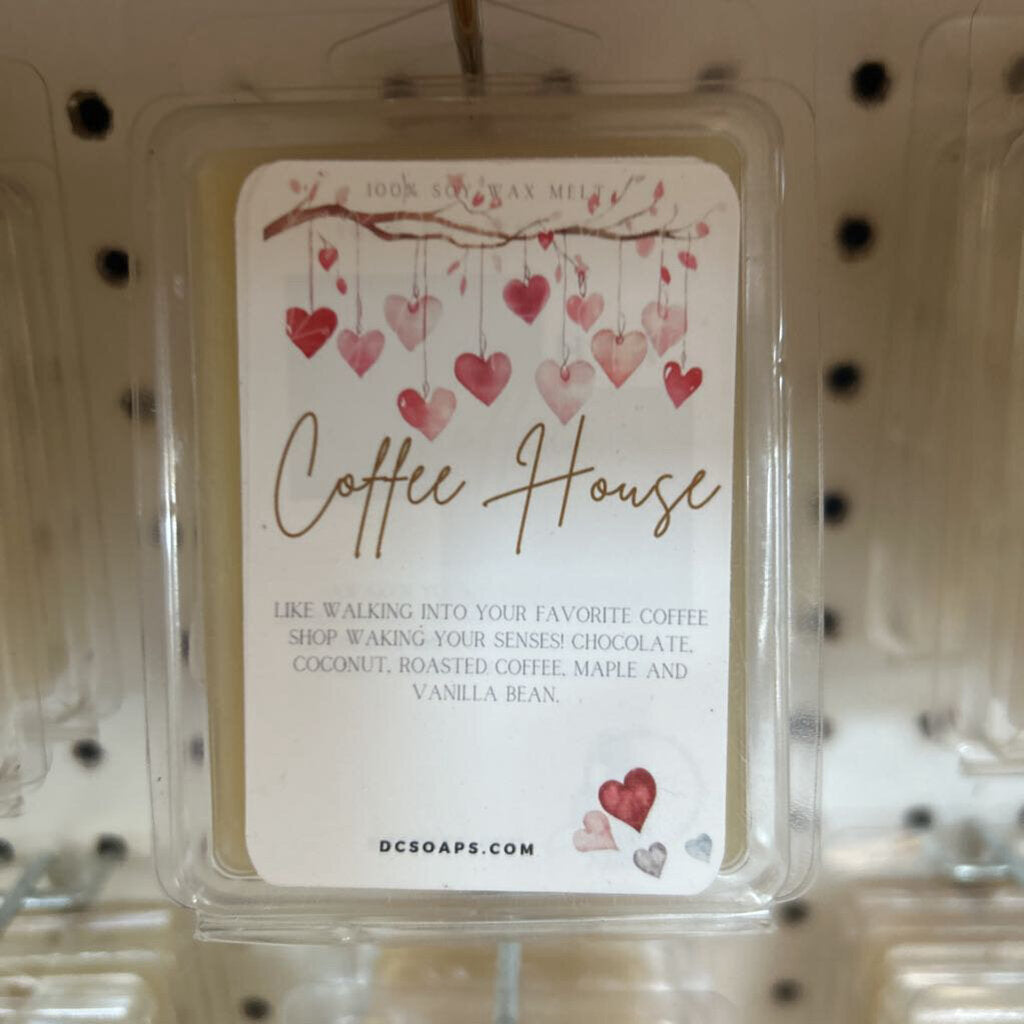 100% SOY WAX MELT
Coffee House
LIKE WALKING INTO YOUR FAVORITE COFFEE
SHOP WAKING YOUR SENSES! CHOCOLATE,
COCONUT, ROASTED COFFEE, MAPLE AND
VANILLA BEAN.
DCSOAPS.COM